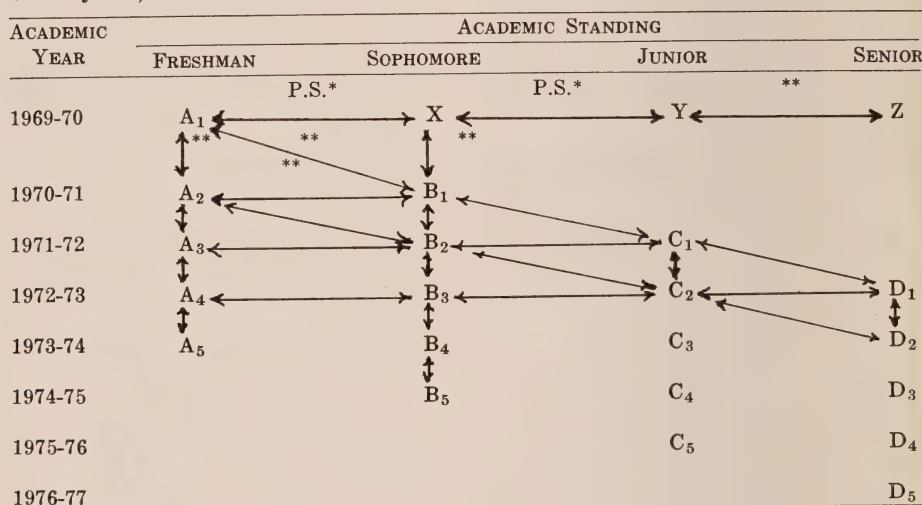 ACADEMIC STANDING
ACADEMIC YEAR FRESHMAN SOPHOMORE JUNIOR SENIOR
P.S.* P.S.* **
1969-70 A₁ X Y Z
** ** **
**
1970-71 A₂ B₁
1971-72 A₃ B₂ C₁
1972-73 A₄ B₃ C₂ D₁
1973-74 A₅ B₄ C₃ D₂
1974-75 B₅ C₄ D₃
1975-76 C₅ D₄
1976-77 D₅